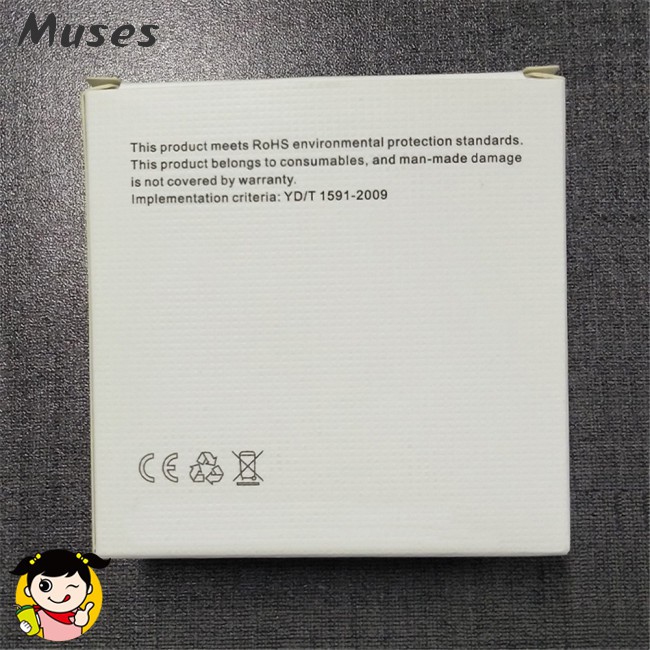 Muses
This product meets RoHS environmental protection standards.
This product belongs to consumables, and man-made damage
is not covered by warranty.
Implementation criteria: YD/T 1591-2009
CE